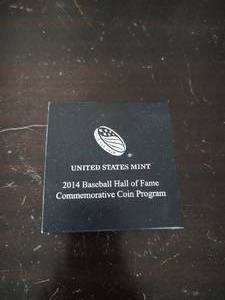 UNITED STATES MINT
2014 Baseball Hall of Fame
Commemorative Coin Program